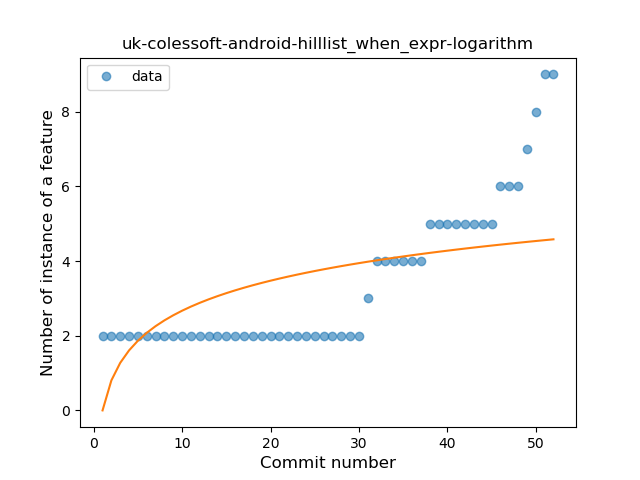 uk-colessoft-android-hilllist_when_expr-logarithm
data
Number of instance of a feature
8
6
4
2
0
0 10 20 30 40 50
Commit number